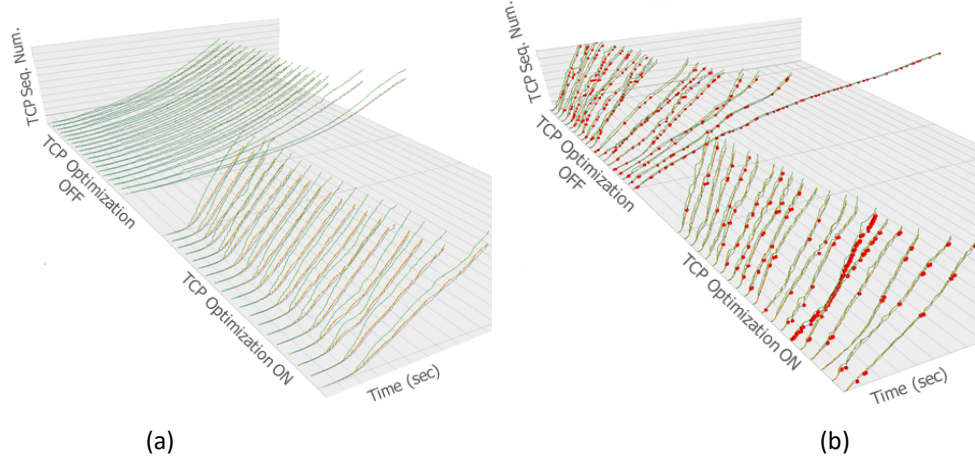 TCP Seq. Num.
TCP Optimization
OFF
TCP Optimization ON
Time (sec)
(a)
TCP Seq. Num.
TCP Optimization
OFF
TCP Optimization ON
Time (sec)
(b)